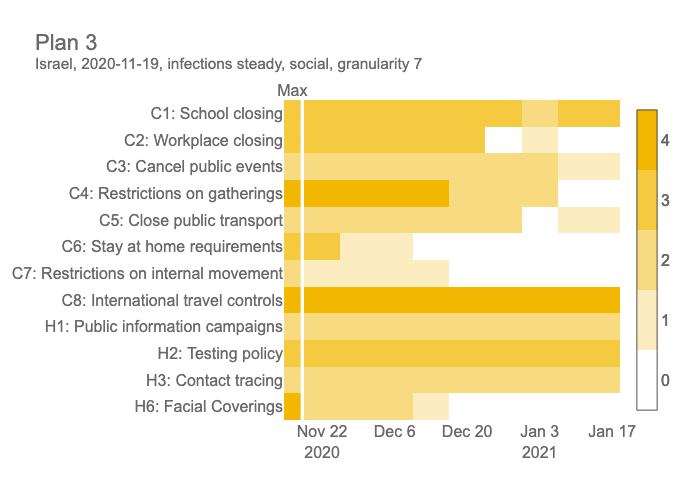 Plan 3
Israel, 2020-11-19, infections steady, social, granularity 7
Max
C1: School closing
C2: Workplace closing
C3: Cancel public events
C4: Restrictions on gatherings
C5: Close public transport
C6: Stay at home requirements
C7: Restrictions on internal movement
C8: International travel controls
H1: Public information campaigns
H2: Testing policy
H3: Contact tracing
H6: Facial Coverings
4
3
2
1
0
Nov 22 Dec 6 Dec 20 Jan 3 Jan 17
2020 2021